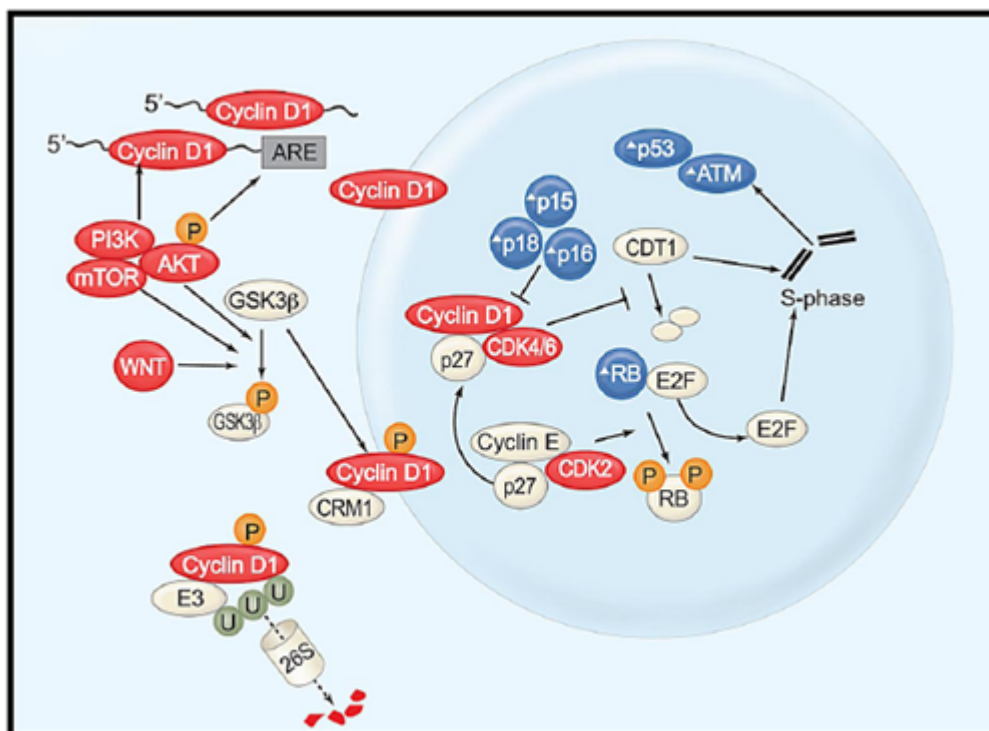 5'
Cyclin D1
5'
Cyclin D1
ARE
Cyclin D1
PI3K
P
mTOR
AKT
GSK3β
WNT
P
GSK3β
P
Cyclin D1
CRM1
P
Cyclin D1
E3
U U U
26S
▲p53
▲ATM
▲p15
▲p18
▲p16
CDT1
S-phase
Cyclin D1
CDK4/6
p27
▲RB
E2F
E2F
Cyclin E
CDK2
p27
P P
RB